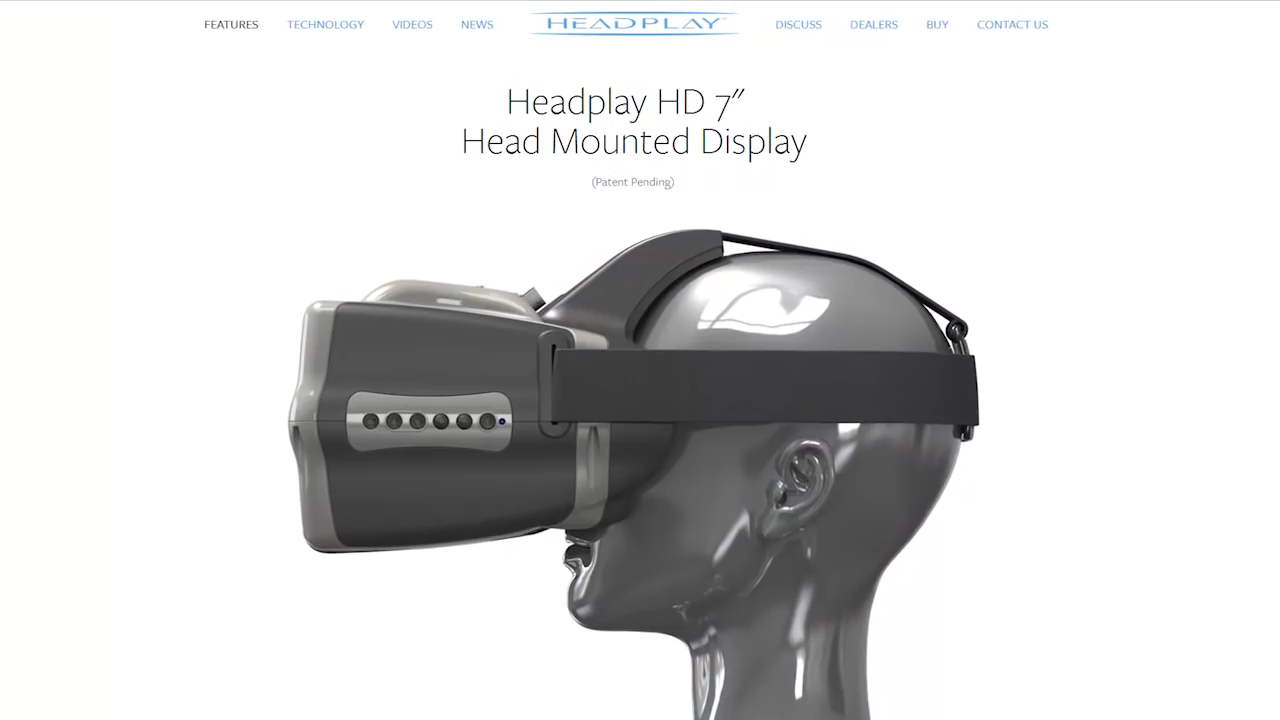 FEATURES TECHNOLOGY VIDEOS NEWS HEADPLAY DISCUSS DEALERS BUY CONTACT US
Headplay HD 7″
Head Mounted Display
(Patent Pending)